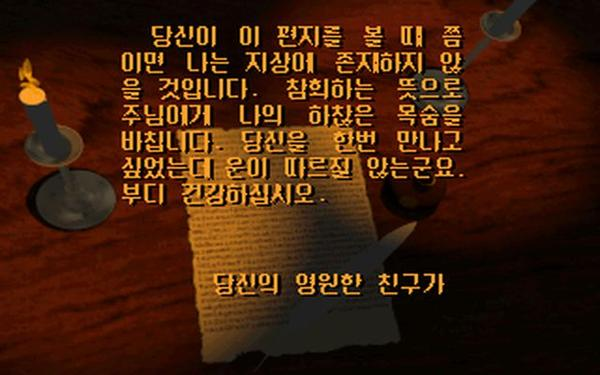 당신이 이 편지를 볼 때 쯤
이면 나는 지상에 존재하지 않
을 것입니다. 참회하는 뜻으로
주님에게 나의 하찮은 목숨을
바칩니다. 당신을 한번 만나고
싶었는데 운이 따르질 않는군요.
부디 건강하십시오.
당신의 영원한 친구가